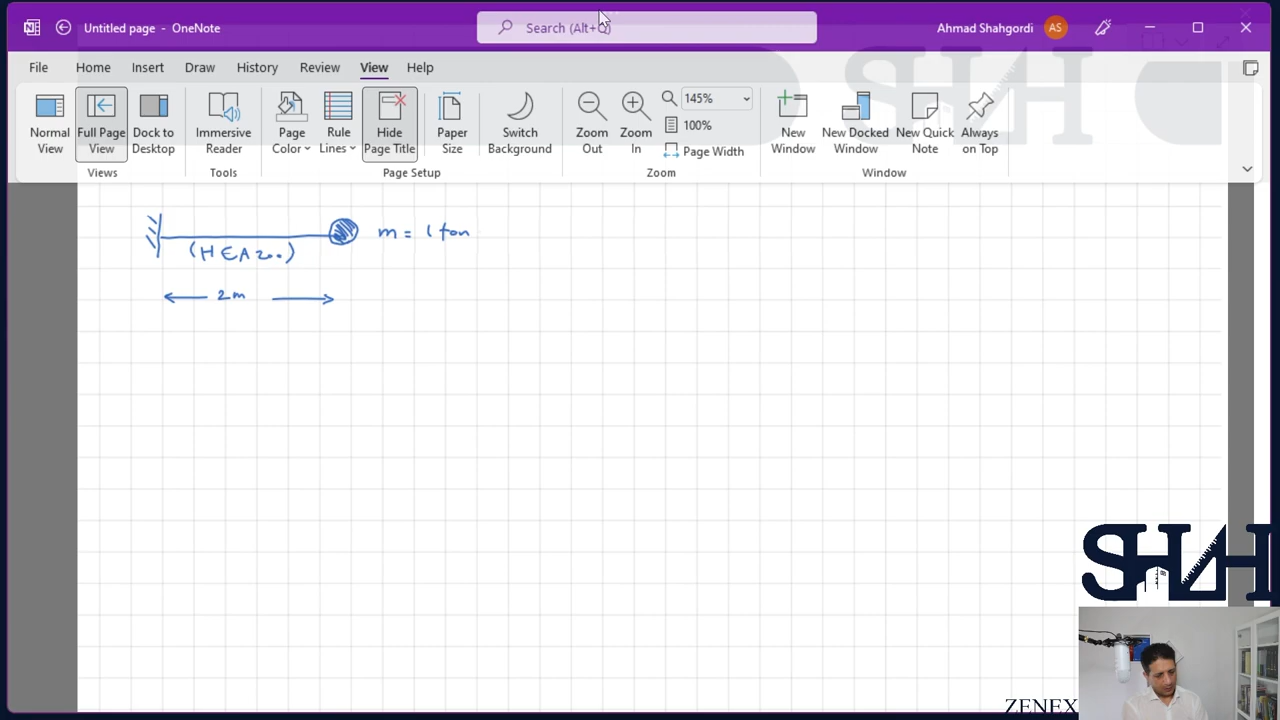 Untitled page - OneNote
Search (Alt+Q)
Ahmad Shahgordi
AS
File
Home
Insert
Draw
History
Review
View
Help
Normal View
Full Page View
Dock to Desktop
Immersive Reader
Page Color
Rule Lines
Hide Page Title
Paper Size
Switch Background
Zoom Out
Zoom In
145%
100%
Page Width
New Window
New Docked Window
New Quick Note
Always on Top
Views
Tools
Page Setup
Zoom
Window
m = 1 ton
(HEA200)
2m
SHAH
ZENEX